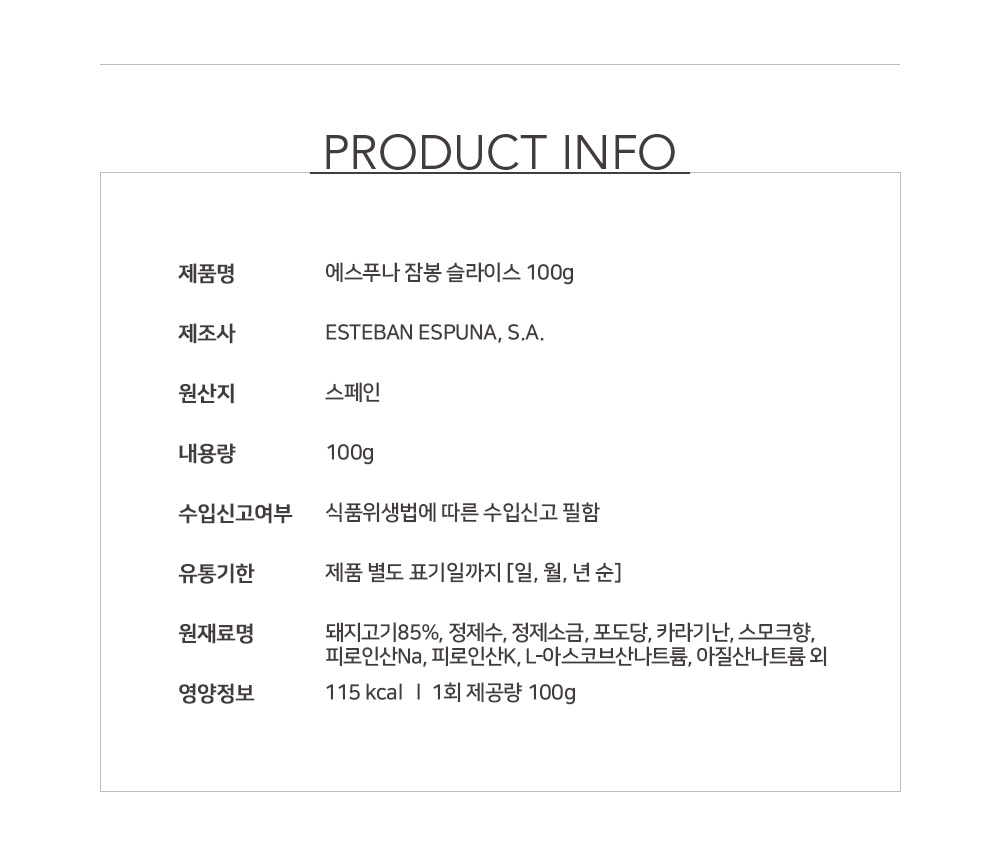 PRODUCT INFO
제품명 에스푸나 잠봉 슬라이스 100g
제조사 ESTEBAN ESPUNA, S.A.
원산지 스페인
내용량 100g
수입신고여부 식품위생법에 따른 수입신고 필함
유통기한 제품 별도 표기일까지 [일, 월, 년 순]
원재료명 돼지고기85%, 정제수, 정제소금, 포도당, 카라기난, 스모크향,
피로인산Na, 피로인산K, L-아스코브산나트륨, 아질산나트륨 외
영양정보 115 kcal ㅣ 1회 제공량 100g